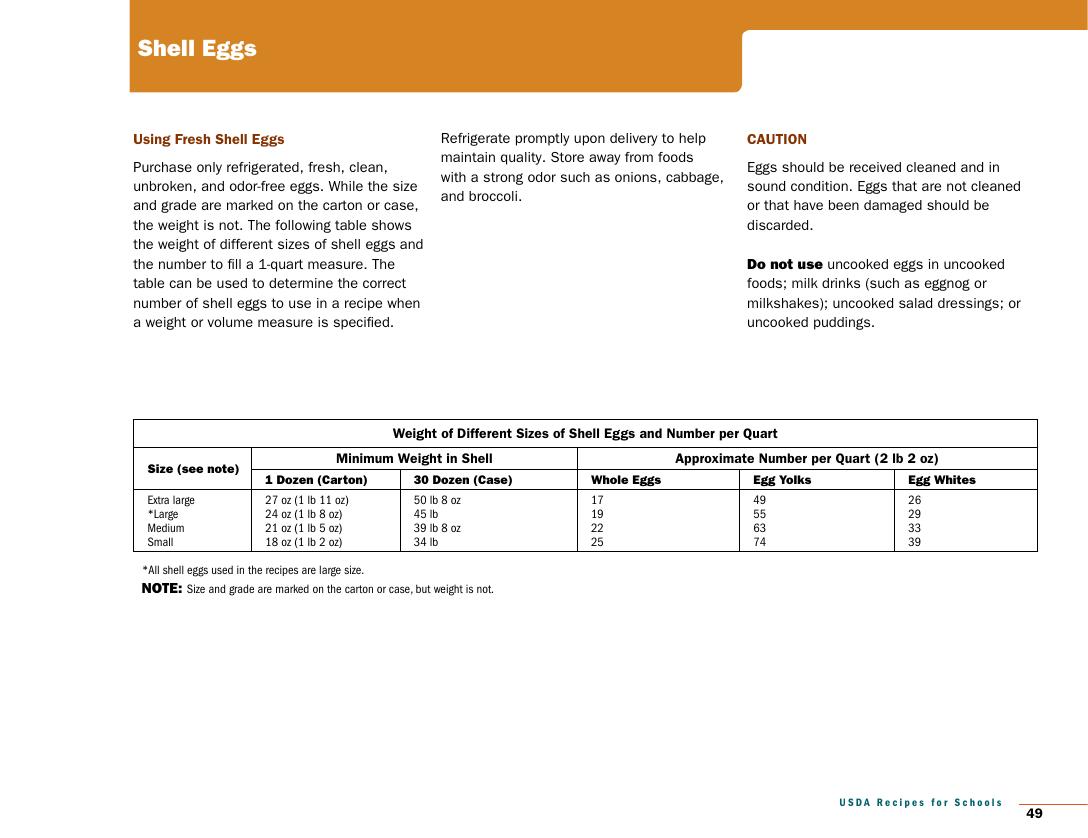 Shell Eggs
Using Fresh Shell Eggs
Purchase only refrigerated, fresh, clean,
unbroken, and odor-free eggs. While the size
and grade are marked on the carton or case,
the weight is not. The following table shows
the weight of different sizes of shell eggs and
the number to fill a 1-quart measure. The
table can be used to determine the correct
number of shell eggs to use in a recipe when
a weight or volume measure is specified.
Refrigerate promptly upon delivery to help
maintain quality. Store away from foods
with a strong odor such as onions, cabbage,
and broccoli.
CAUTION
Eggs should be received cleaned and in
sound condition. Eggs that are not cleaned
or that have been damaged should be
discarded.
Do not use uncooked eggs in uncooked
foods; milk drinks (such as eggnog or
milkshakes); uncooked salad dressings; or
uncooked puddings.
Weight of Different Sizes of Shell Eggs and Number per Quart
Size (see note) Minimum Weight in Shell Approximate Number per Quart (2 lb 2 oz)
1 Dozen (Carton) 30 Dozen (Case) Whole Eggs Egg Yolks Egg Whites
Extra large 27 oz (1 lb 11 oz) 50 lb 8 oz 17 49 26
*Large 24 oz (1 lb 8 oz) 45 lb 19 55 29
Medium 21 oz (1 lb 5 oz) 39 lb 8 oz 22 63 33
Small 18 oz (1 lb 2 oz) 34 lb 25 74 39
*All shell eggs used in the recipes are large size.
NOTE: Size and grade are marked on the carton or case, but weight is not.
USDA Recipes for Schools
49